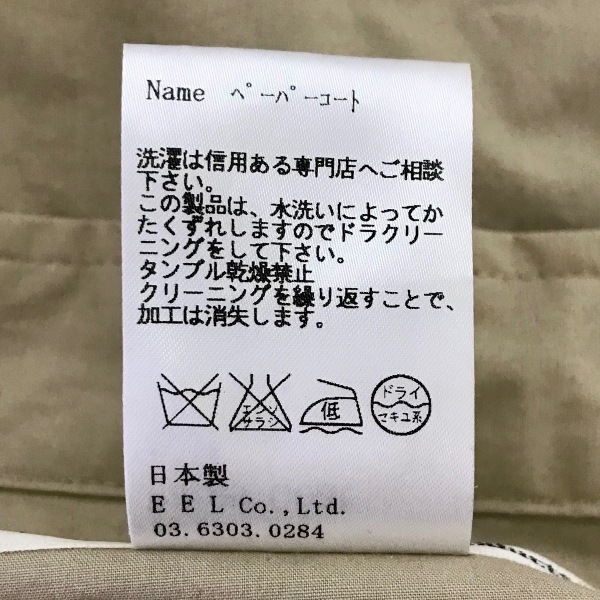 Name ﾍﾟｰﾊﾟｰｺｰﾄ
洗濯は信用ある専門店へご相談
下さい。
この製品は、水洗いによってか
たくずれしますのでドラクリー
ニングをして下さい。
タンブル乾燥禁止
クリーニングを繰り返すことで、
加工は消失します。
エンソ
サラシ
低
ドライ
セキユ系
日本製
E E L Co.,Ltd.
03.6303.0284